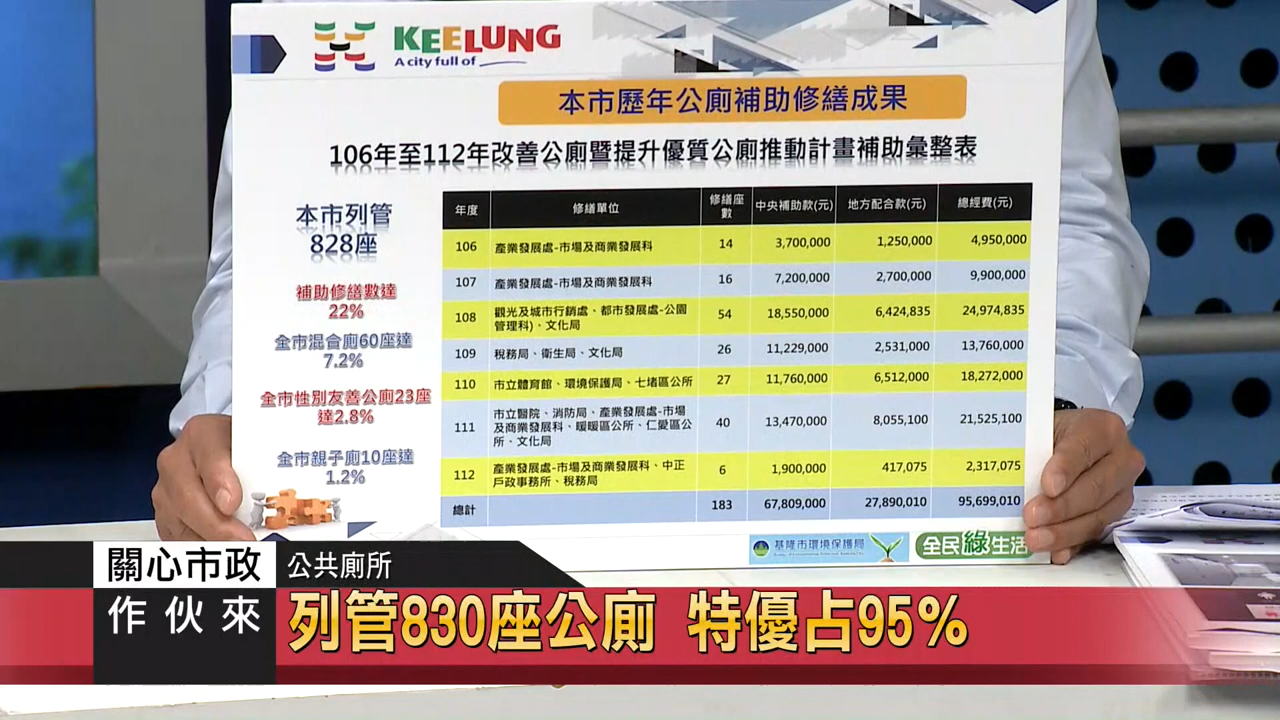 KEELUNG
A city full of
本市歷年公廁補助修繕成果
106年至112年改善公廁暨提升優質公廁推動計畫補助彙整表
本市列管
828座
補助修繕數達
22%
全市混合廁60座達
7.2%
全市性別友善公廁23座
達2.8%
全市親子廁10座達
1.2%
年度 修繕單位 修繕座數 中央補助款(元) 地方配合款(元) 總經費(元)
106 產業發展處-市場及商業發展科 14 3,700,000 1,250,000 4,950,000
107 產業發展處-市場及商業發展科 16 7,200,000 2,700,000 9,900,000
108 觀光及城市行銷處、都市發展處-公園
管理科)、文化局 54 18,550,000 6,424,835 24,974,835
109 稅務局、衛生局、文化局 26 11,229,000 2,531,000 13,760,000
110 市立體育館、環境保護局、七堵區公所 27 11,760,000 6,512,000 18,272,000
111 市立醫院、消防局、產業發展處-市場
及商業發展科、暖暖區公所、仁愛區公
所、文化局 40 13,470,000 8,055,100 21,525,100
112 產業發展處-市場及商業發展科、中正
戶政事務所、稅務局 6 1,900,000 417,075 2,317,075
總計 183 67,809,000 27,890,010 95,699,010
基隆市環境保護局
全民綠生活
關心市政
作伙來
公共廁所
列管830座公廁 特優占95%